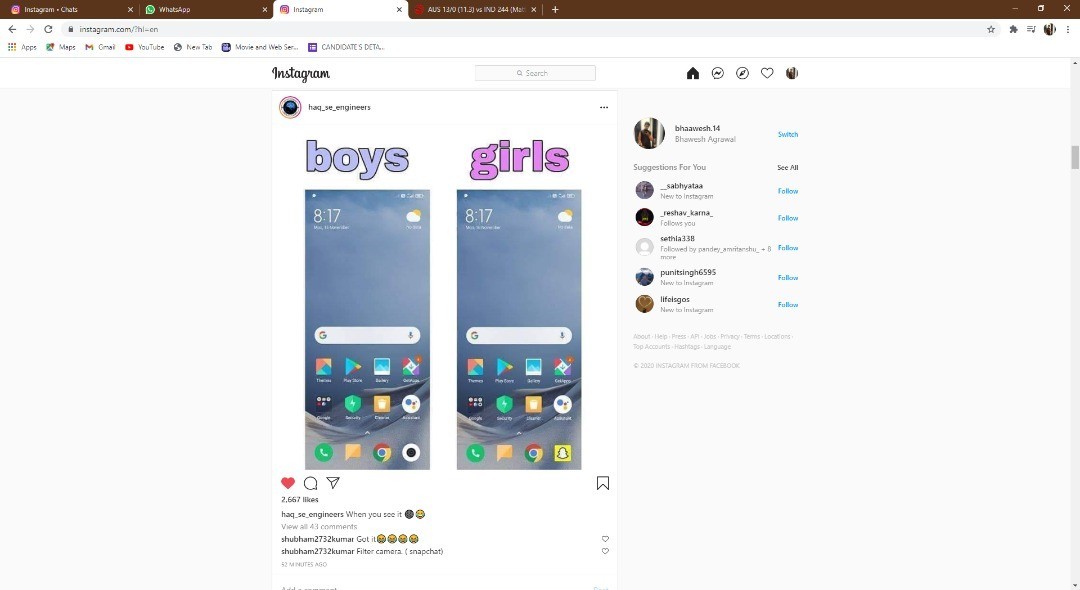 Instagram • Chats
WhatsApp
Instagram
AUS 13/0 (11.3) vs IND 244 (Mat
instagram.com/?hl=en
Apps
Maps
Gmail
YouTube
New Tab
Movie and Web Ser...
CANDIDATE'S DETA...
Instagram
Search
haq_se_engineers
boys girls
8:17
8:17
Themes Play Store Gallery GetApps
Themes Play Store Gallery GetApps
Google Security Cleaner Assistant
Google Security Cleaner Assistant
2,667 likes
haq_se_engineers When you see it
View all 43 comments
shubham2732kumar Got it
shubham2732kumar Filter camera. ( snapchat)
52 MINUTES AGO
Add a comment...
Post
bhaawesh.14
Bhawesh Agrawal
Switch
Suggestions For You
See All
__sabhyataa
New to Instagram
Follow
_reshav_karna_
Follows you
Follow
sethia338
Followed by pandey_amritanshu_ + 8
more
Follow
punitsingh6595
New to Instagram
Follow
lifeisgos
New to Instagram
Follow
About · Help · Press · API · Jobs · Privacy · Terms · Locations ·
Top Accounts · Hashtags · Language
© 2020 INSTAGRAM FROM FACEBOOK